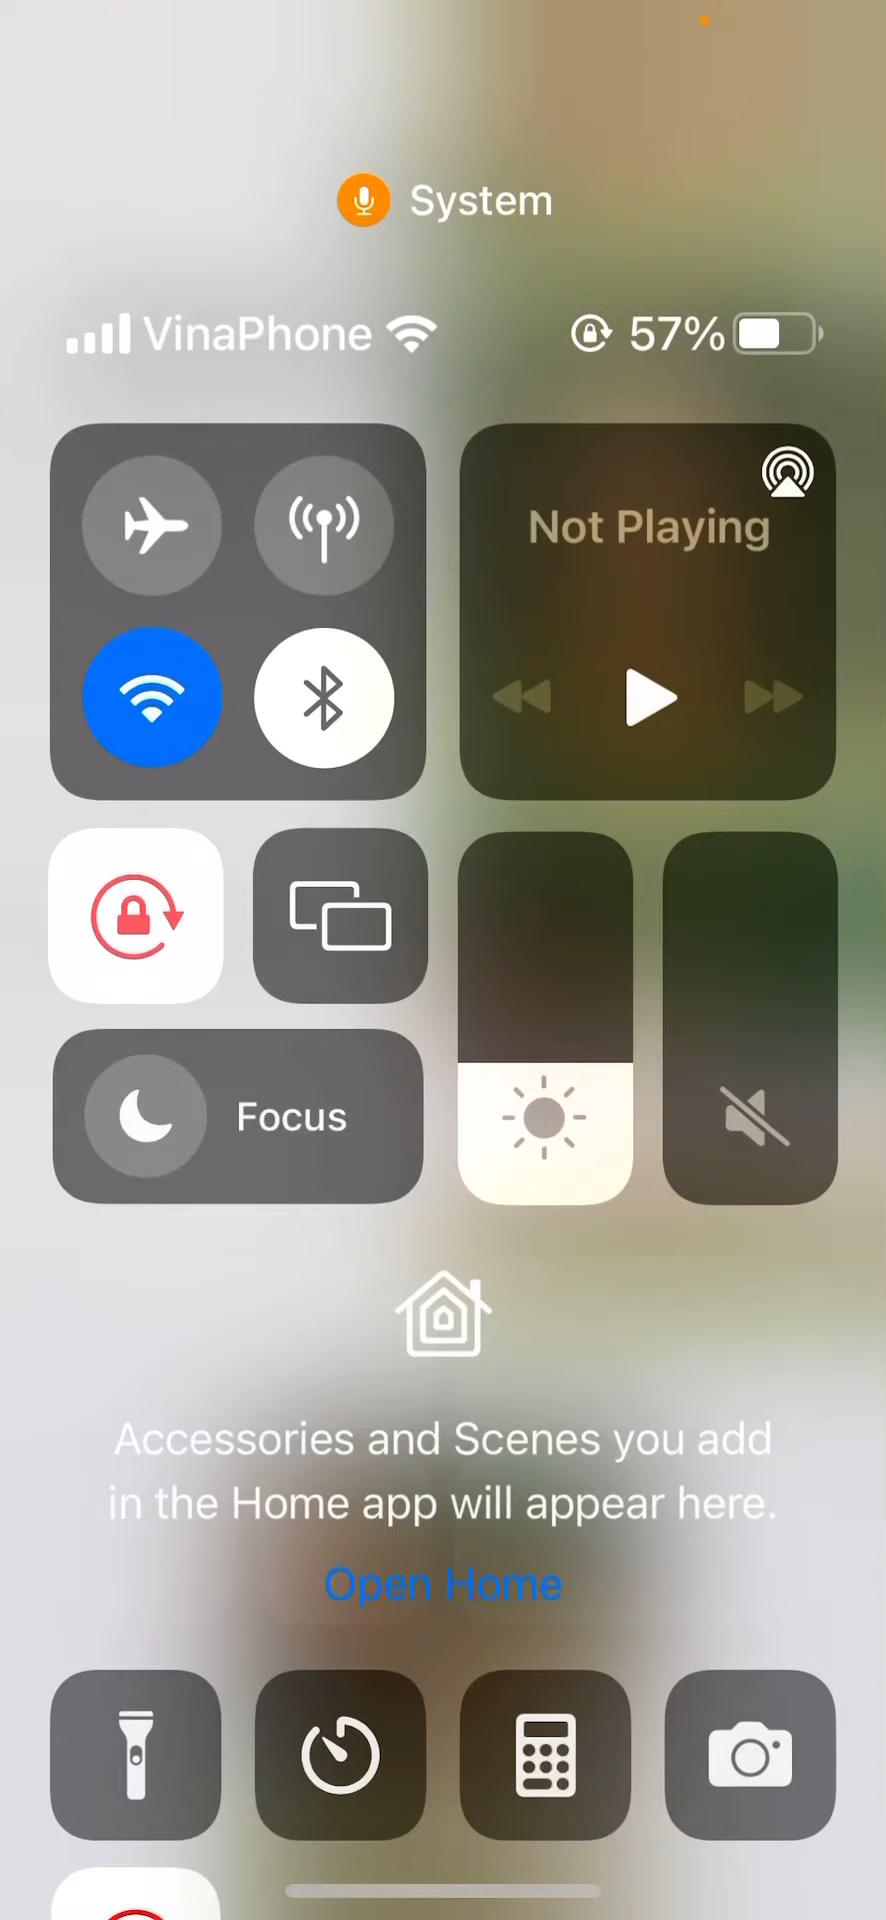 System
VinaPhone 57%
Not Playing
Focus
Accessories and Scenes you add
in the Home app will appear here.
Open Home